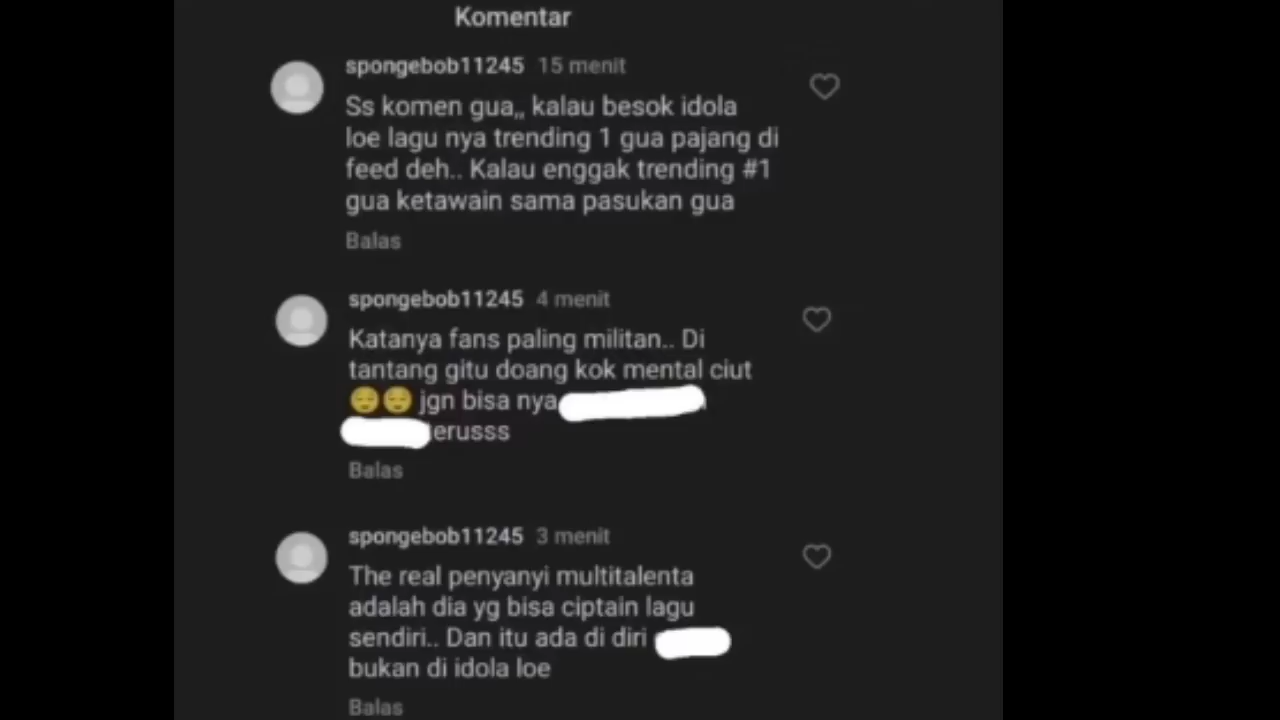 Komentar
spongebob11245 15 menit
Ss komen gua,, kalau besok idola
loe lagu nya trending 1 gua pajang di
feed deh.. Kalau enggak trending #1
gua ketawain sama pasukan gua
Balas
spongebob11245 4 menit
Katanya fans paling militan.. Di
tantang gitu doang kok mental ciut
😌😌 jgn bisa nya
erusss
Balas
spongebob11245 3 menit
The real penyanyi multitalenta
adalah dia yg bisa ciptain lagu
sendiri.. Dan itu ada di diri
bukan di idola loe
Balas